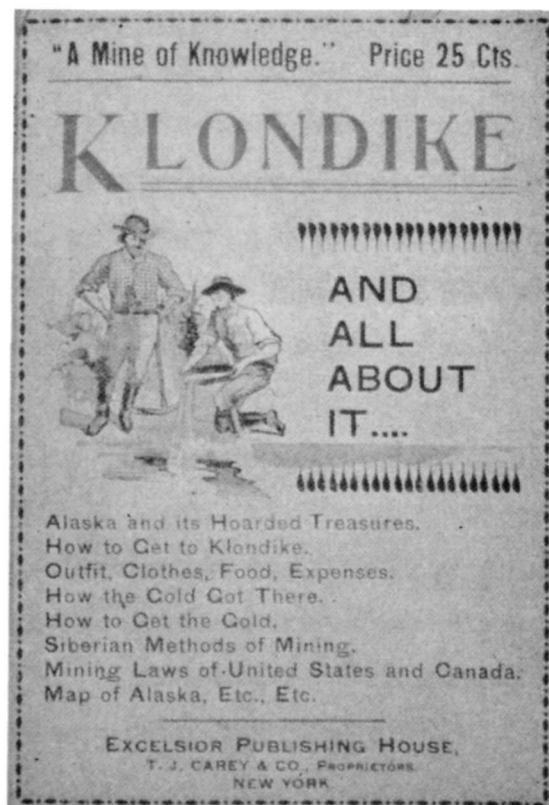 "A Mine of Knowledge." Price 25 Cts.
KLONDIKE
AND
ALL
ABOUT
IT....
Alaska and its Hoarded Treasures.
How to Get to Klondike.
Outfit, Clothes, Food, Expenses.
How the Gold Got There.
How to Get the Gold.
Siberian Methods of Mining.
Mining Laws of United States and Canada.
Map of Alaska, Etc., Etc.
EXCELSIOR PUBLISHING HOUSE,
T. J. CAREY & CO., PROPRIETORS.
NEW YORK